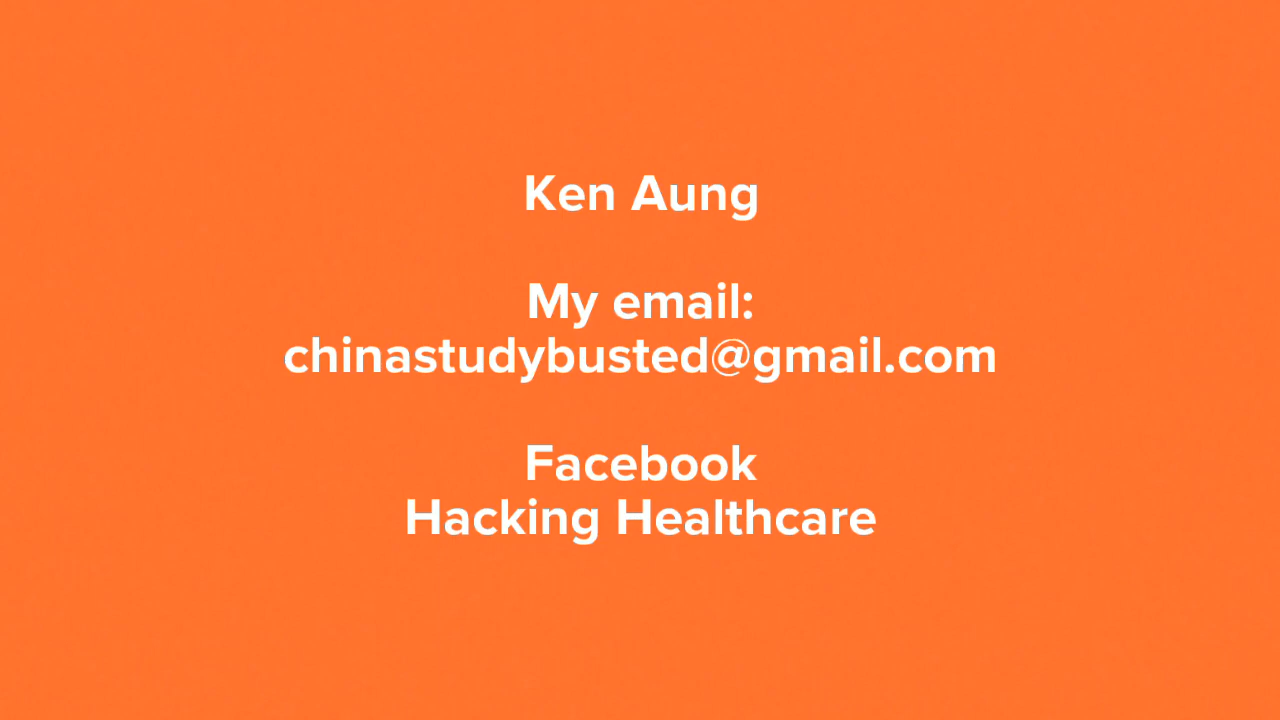 Ken Aung
My email:
chinastudybusted@gmail.com
Facebook
Hacking Healthcare